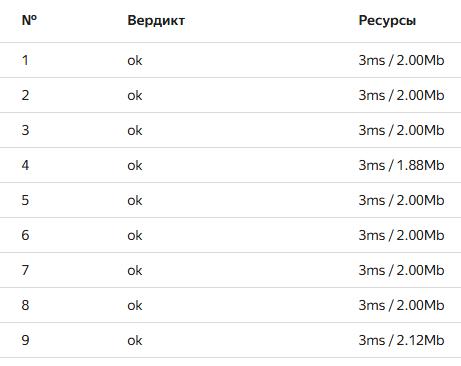 № Вердикт Ресурсы
1 ok 3ms / 2.00Mb
2 ok 3ms / 2.00Mb
3 ok 3ms / 2.00Mb
4 ok 3ms / 1.88Mb
5 ok 3ms / 2.00Mb
6 ok 3ms / 2.00Mb
7 ok 3ms / 2.00Mb
8 ok 3ms / 2.00Mb
9 ok 3ms / 2.12Mb